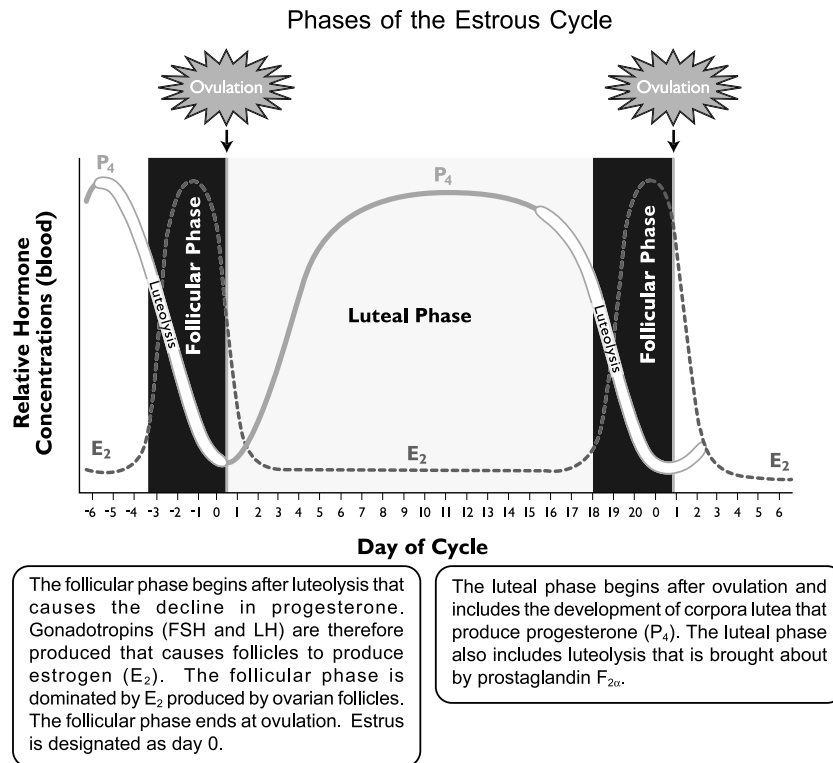 Phases of the Estrous Cycle
Ovulation
Ovulation
P₄
P₄
Relative Hormone
Concentrations (blood)
Follicular Phase
Luteolysis
Luteal Phase
Follicular Phase
Luteolysis
E₂
E₂
E₂
-6 -5 -4 -3 -2 -1 0 1 2 3 4 5 6 7 8 9 10 11 12 13 14 15 16 17 18 19 20 0 1 2 3 4 5 6
Day of Cycle
The follicular phase begins after luteolysis that
causes the decline in progesterone.
Gonadotropins (FSH and LH) are therefore
produced that causes follicles to produce
estrogen (E₂). The follicular phase is
dominated by E₂ produced by ovarian follicles.
The follicular phase ends at ovulation. Estrus
is designated as day 0.
The luteal phase begins after ovulation and
includes the development of corpora lutea that
produce progesterone (P₄). The luteal phase
also includes luteolysis that is brought about
by prostaglandin F₂α.